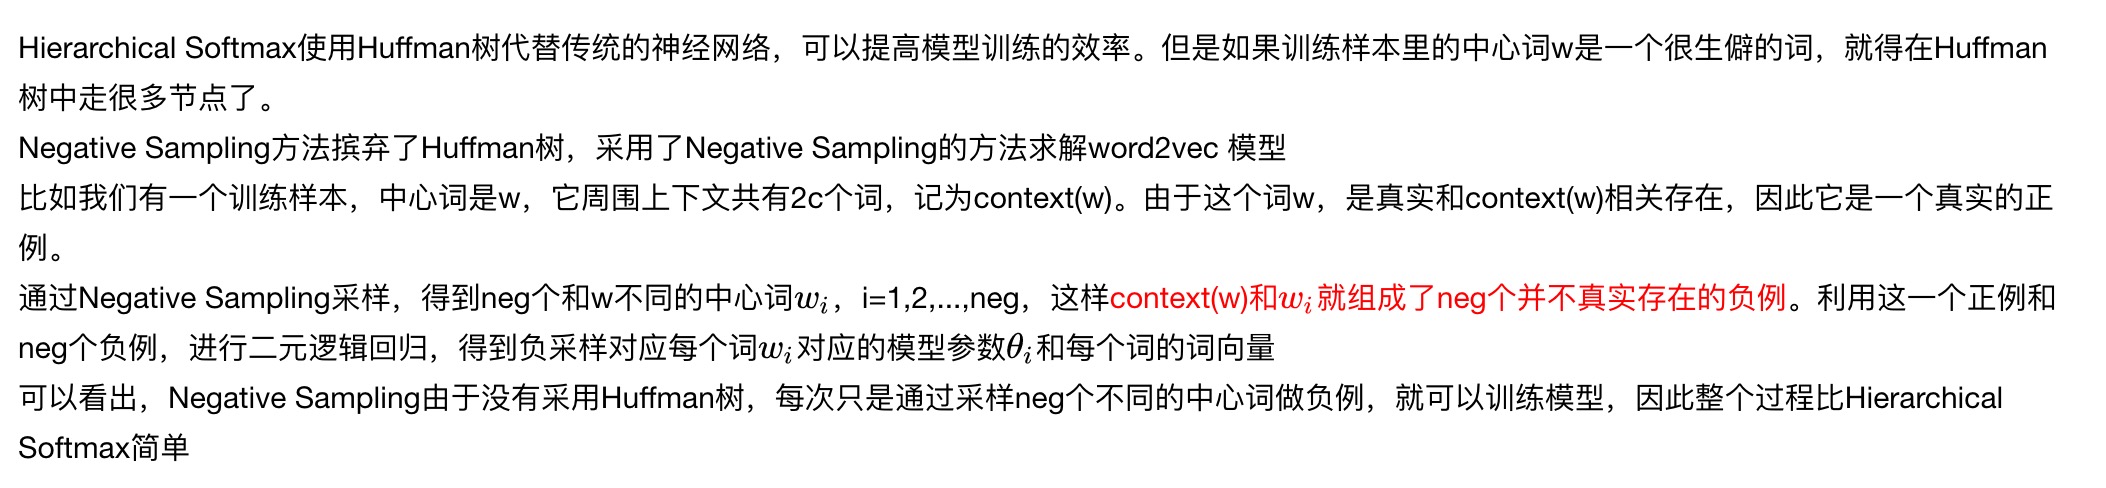 Hierarchical Softmax使用Huffman树代替传统的神经网络，可以提高模型训练的效率。但是如果训练样本里的中心词w是一个很生僻的词，就得在Huffman
树中走很多节点了。
Negative Sampling方法摈弃了Huffman树，采用了Negative Sampling的方法求解word2vec 模型
比如我们有一个训练样本，中心词是w，它周围上下文共有2c个词，记为context(w)。由于这个词w，是真实和context(w)相关存在，因此它是一个真实的正
例。
通过Negative Sampling采样，得到neg个和w不同的中心词wᵢ，i=1,2,...,neg，这样context(w)和wᵢ就组成了neg个并不真实存在的负例。利用这一个正例和
neg个负例，进行二元逻辑回归，得到负采样对应每个词wᵢ对应的模型参数θᵢ和每个词的词向量
可以看出，Negative Sampling由于没有采用Huffman树，每次只是通过采样neg个不同的中心词做负例，就可以训练模型，因此整个过程比Hierarchical
Softmax简单